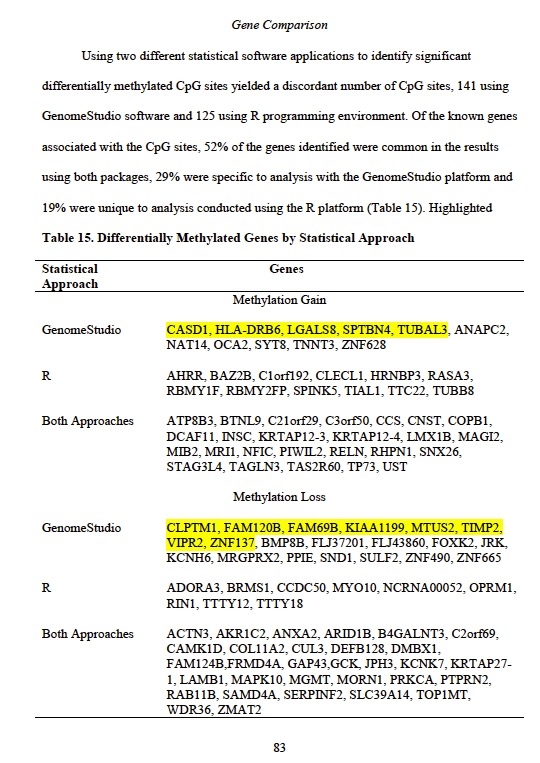 Gene Comparison
Using two different statistical software applications to identify significant
differentially methylated CpG sites yielded a discordant number of CpG sites, 141 using
GenomeStudio software and 125 using R programming environment. Of the known genes
associated with the CpG sites, 52% of the genes identified were common in the results
using both packages, 29% were specific to analysis with the GenomeStudio platform and
19% were unique to analysis conducted using the R platform (Table 15). Highlighted
Table 15. Differentially Methylated Genes by Statistical Approach
Statistical Approach
Genes
Methylation Gain
GenomeStudio
CASD1, HLA-DRB6, LGALS8, SPTBN4, TUBAL3, ANAPC2,
NAT14, OCA2, SYT8, TNNT3, ZNF628
R
AHRR, BAZ2B, C1orf192, CLECL1, HRNBP3, RASA3,
RBMY1F, RBMY2FP, SPINK5, TIAL1, TTC22, TUBB8
Both Approaches
ATP8B3, BTNL9, C21orf29, C3orf50, CCS, CNST, COPB1,
DCAF11, INSC, KRTAP12-3, KRTAP12-4, LMX1B, MAGI2,
MIB2, MRI1, NFIC, PIWIL2, RELN, RHPN1, SNX26,
STAG3L4, TAGLN3, TAS2R60, TP73, UST
Methylation Loss
GenomeStudio
CLPTM1, FAM120B, FAM69B, KIAA1199, MTUS2, TIMP2,
VIPR2, ZNF137, BMP8B, FLJ37201, FLJ43860, FOXK2, JRK,
KCNH6, MRGPRX2, PPIE, SND1, SULF2, ZNF490, ZNF665
R
ADORA3, BRMS1, CCDC50, MYO10, NCRNA00052, OPRM1,
RIN1, TTTY12, TTTY18
Both Approaches
ACTN3, AKR1C2, ANXA2, ARID1B, B4GALNT3, C2orf69,
CAMK1D, COL11A2, CUL3, DEFB128, DMBX1,
FAM124B,FRMD4A, GAP43,GCK, JPH3, KCNK7, KRTAP27-
1, LAMB1, MAPK10, MGMT, MORN1, PRKCA, PTPRN2,
RAB11B, SAMD4A, SERPINF2, SLC39A14, TOP1MT,
WDR36, ZMAT2
83